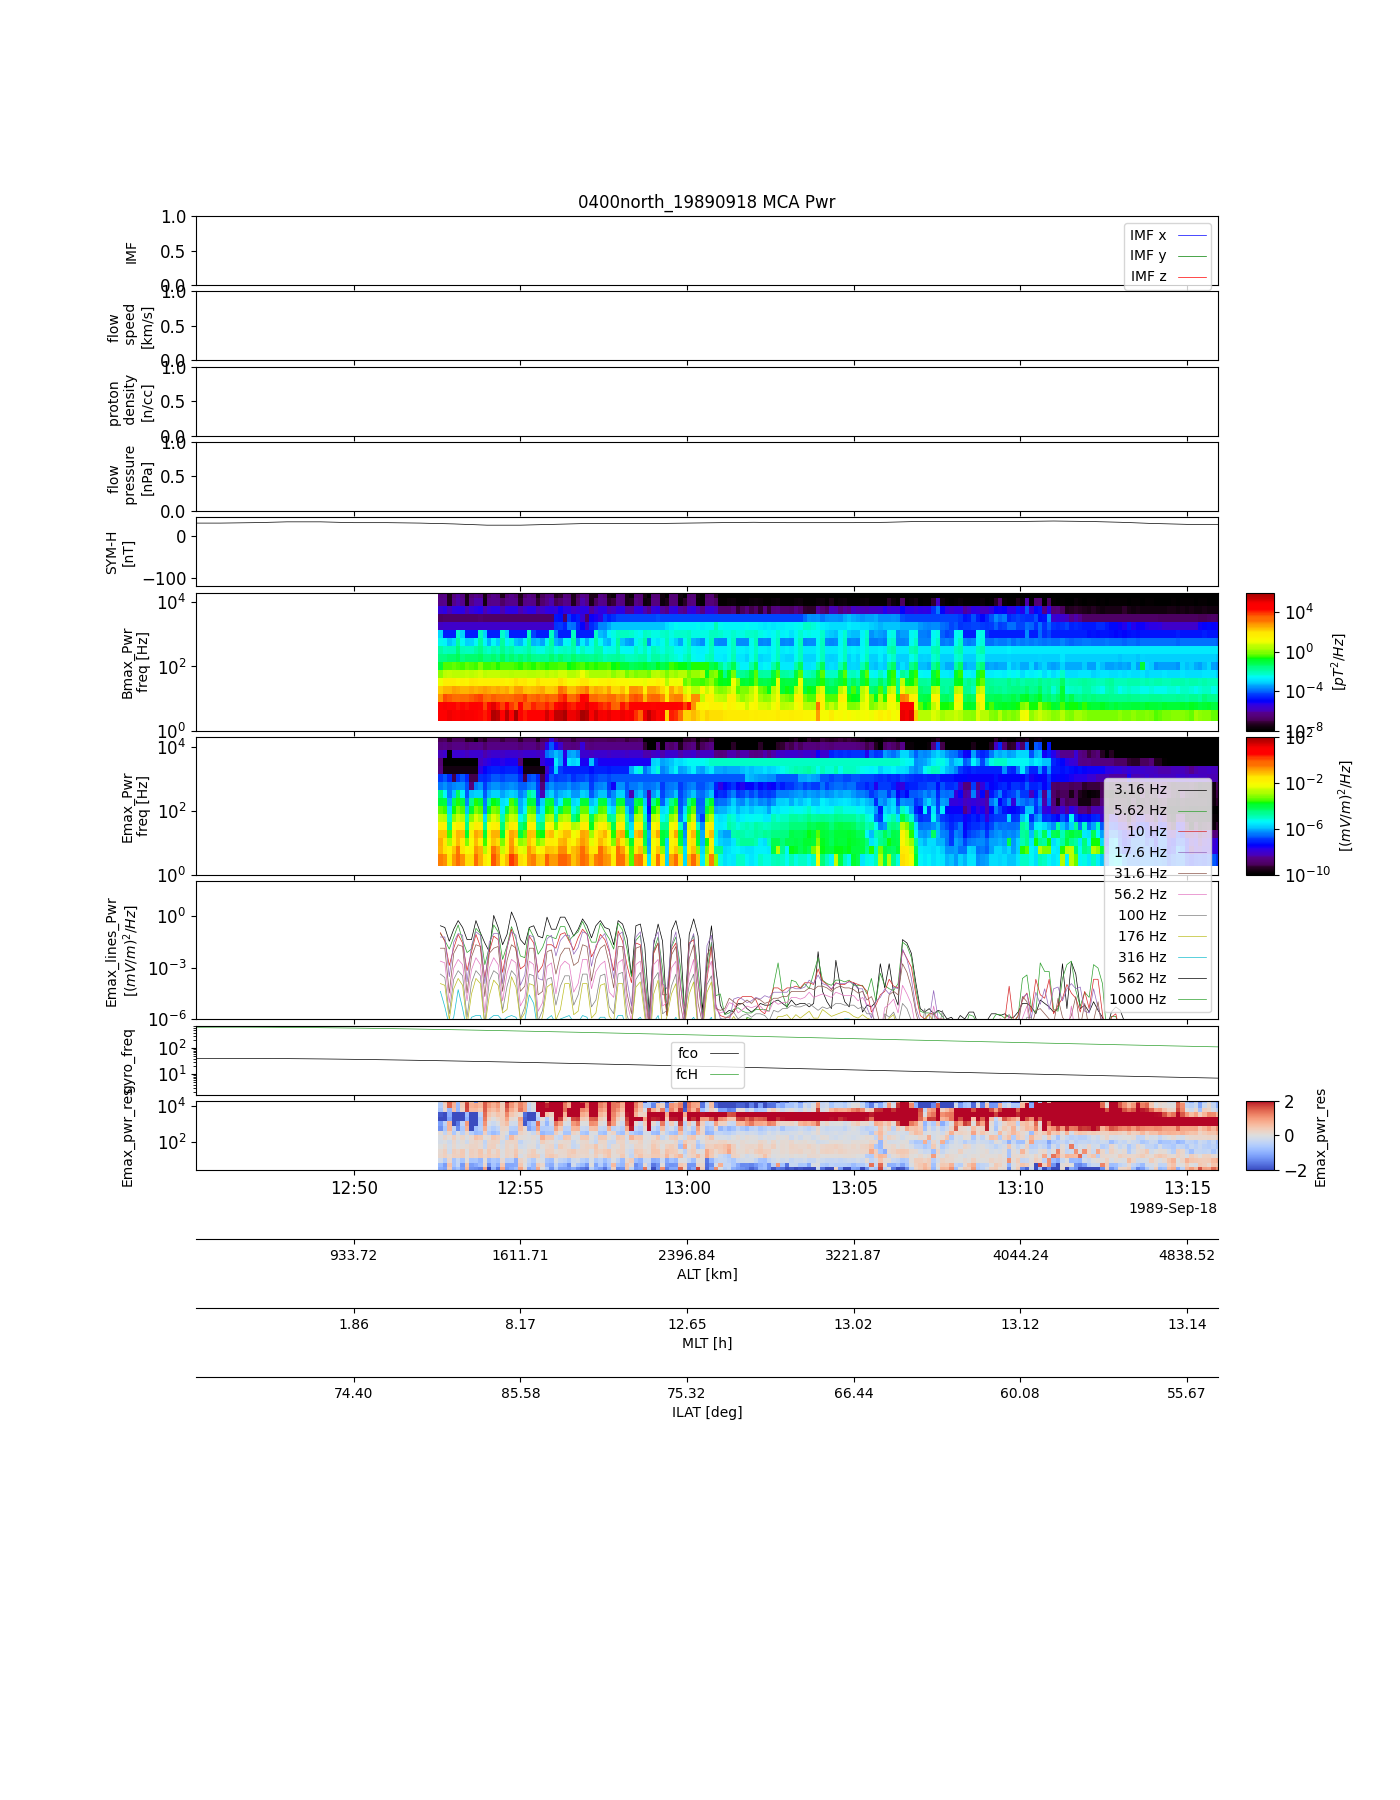 0400north_19890918 MCA Pwr
1.0
0.5
0.0
IMF
IMF x
IMF y
IMF z
1.0
0.5
0.0
flow
speed
[km/s]
1.0
0.5
0.0
proton
density
[n/cc]
1.0
0.5
0.0
flow
pressure
[nPa]
0
−100
SYM-H
[nT]
10^4
10^2
10^0
Bmax_Pwr
freq [Hz]
10^4
10^0
10^-4
10^-8
[pT^2/Hz]
10^4
10^2
10^0
Emax_Pwr
freq [Hz]
10^2
10^-2
10^-6
10^-10
[(mV/m)^2/Hz]
10^0
10^-3
10^-6
Emax_lines_Pwr
[(mV/m)^2/Hz]
3.16 Hz
5.62 Hz
10 Hz
17.6 Hz
31.6 Hz
56.2 Hz
100 Hz
176 Hz
316 Hz
562 Hz
1000 Hz
10^2
10^1
gyro_freq
fco
fcH
10^4
10^2
Emax_pwr_res
2
0
−2
Emax_pwr_res
12:50 12:55 13:00 13:05 13:10 13:15
1989-Sep-18
933.72 1611.71 2396.84 3221.87 4044.24 4838.52
ALT [km]
1.86 8.17 12.65 13.02 13.12 13.14
MLT [h]
74.40 85.58 75.32 66.44 60.08 55.67
ILAT [deg]